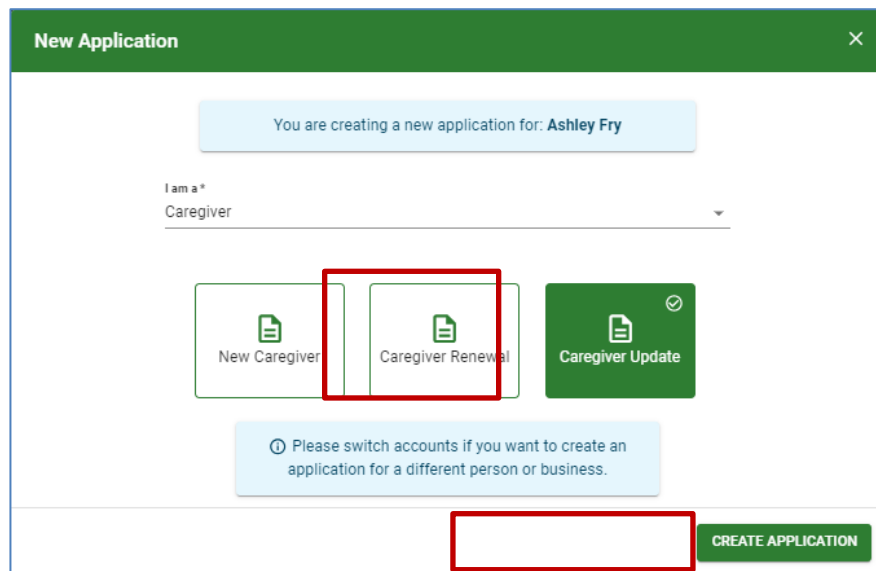 New Application
You are creating a new application for: Ashley Fry
I am a *
Caregiver
New Caregiver
Caregiver Renewal
Caregiver Update
Please switch accounts if you want to create an
application for a different person or business.
CREATE APPLICATION